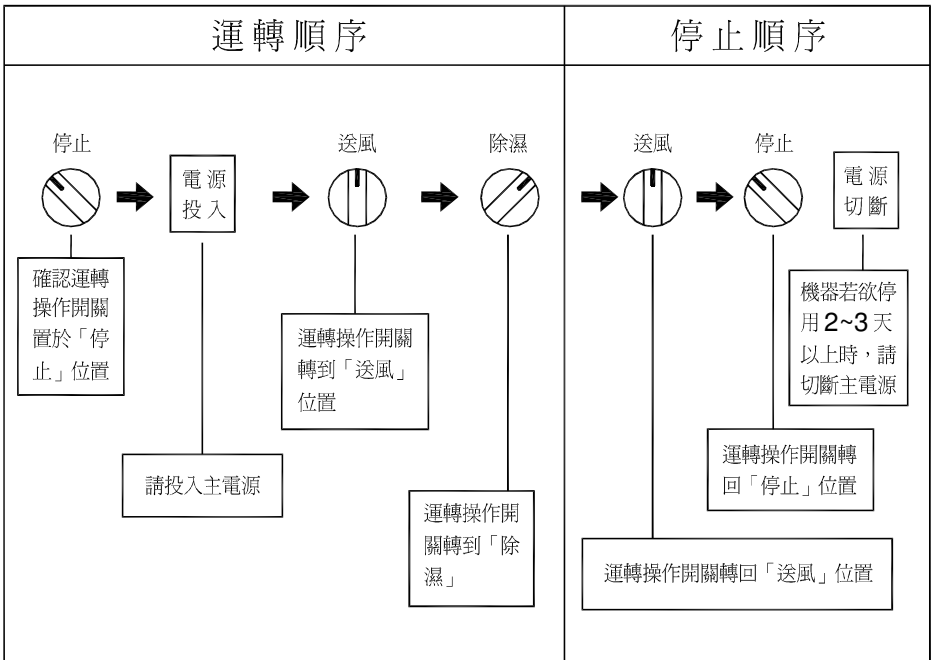 運轉順序
停止順序
停止
送風
除濕
送風
停止
電源
投入
電源
切斷
確認運轉
操作開關
置於「停
止」位置
運轉操作開關
轉到「送風」
位置
機器若欲停
用2~3天
以上時，請
切斷主電源
請投入主電源
運轉操作開關轉
回「停止」位置
運轉操作開
關轉到「除
濕」
運轉操作開關轉回「送風」位置